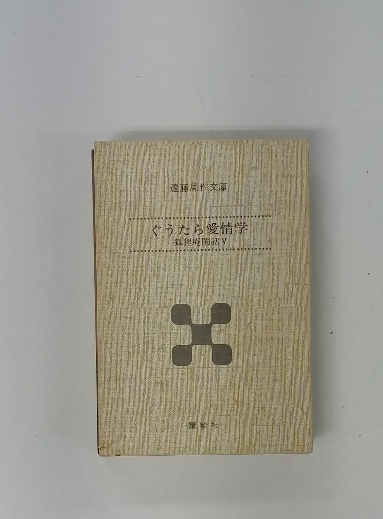 遠藤周作文庫
ぐうたら愛情学
狐狸庵閑話Ⅴ
講談社